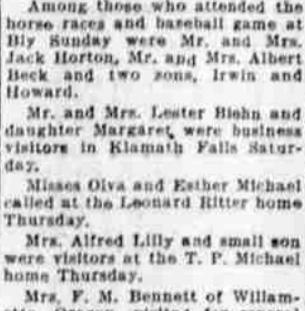 Among those who attended the
horse races and baseball game at
Bly Sunday were Mr. and Mrs.
Jack Horton, Mr. and Mrs. Albert
Beck and two sons, Irwin and
Howard.
Mr. and Mrs. Lester Biehn and
daughter Margaret, were business
visitors in Klamath Falls Satur-
day.
Misses Oiva and Esther Michael
called at the Leonard Ritter home
Thursday.
Mrs. Alfred Lilly and small son
were visitors at the T. P. Michael
home Thursday.
Mrs. F. M. Bennett of Willam-